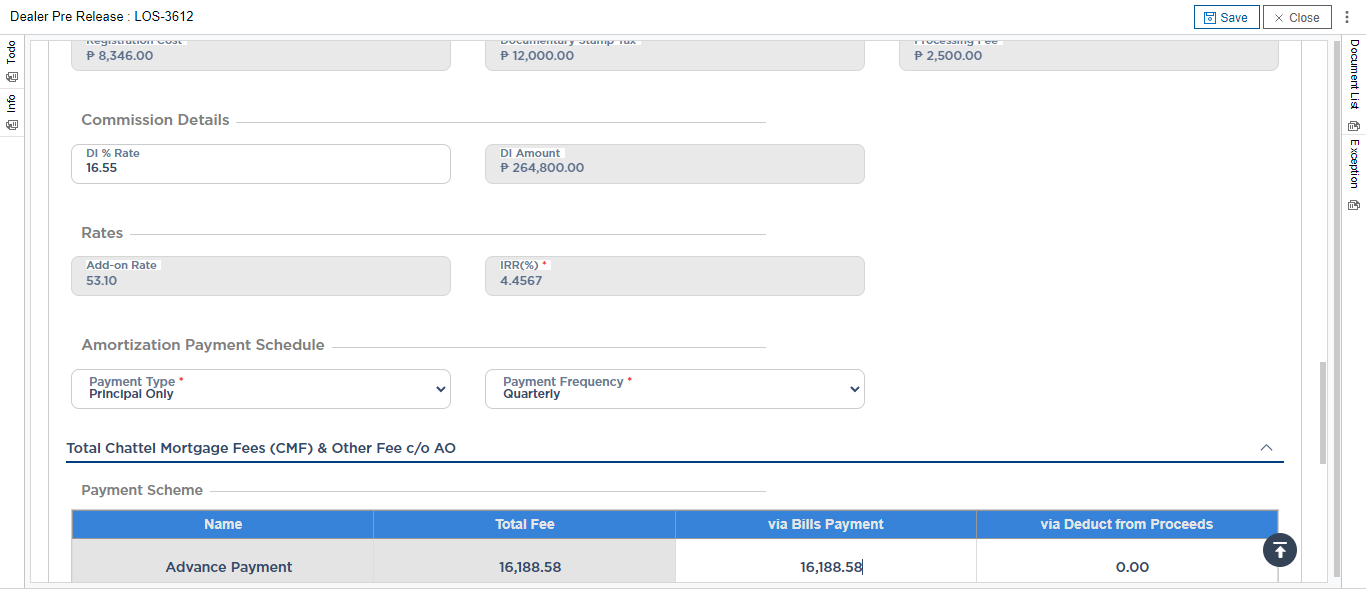 Dealer Pre Release : LOS-3612
Save
Close
Todo
Info
Document List
Exception
Registration Cost
₱ 8,346.00
Documentary Stamp Tax
₱ 12,000.00
Processing Fee
₱ 2,500.00
Commission Details
DI % Rate
16.55
DI Amount
₱ 264,800.00
Rates
Add-on Rate
53.10
IRR(%) *
4.4567
Amortization Payment Schedule
Payment Type *
Principal Only
Payment Frequency *
Quarterly
Total Chattel Mortgage Fees (CMF) & Other Fee c/o AO
Payment Scheme
Name Total Fee via Bills Payment via Deduct from Proceeds
Advance Payment 16,188.58 16,188.58 0.00